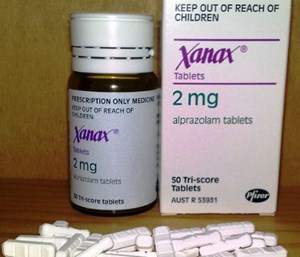 PRESCRIPTION ONLY MEDICINE
KEEP OUT OF REACH OF
CHILDREN
Xanax®
Tablets
2 mg
alprazolam tablets
50 Tri-score tablets
KEEP OUT OF REACH OF
CHILDREN
Xanax®
Tablets
2 mg
alprazolam tablets
50 Tri-score
Tablets
AUST R 53931
Pfizer